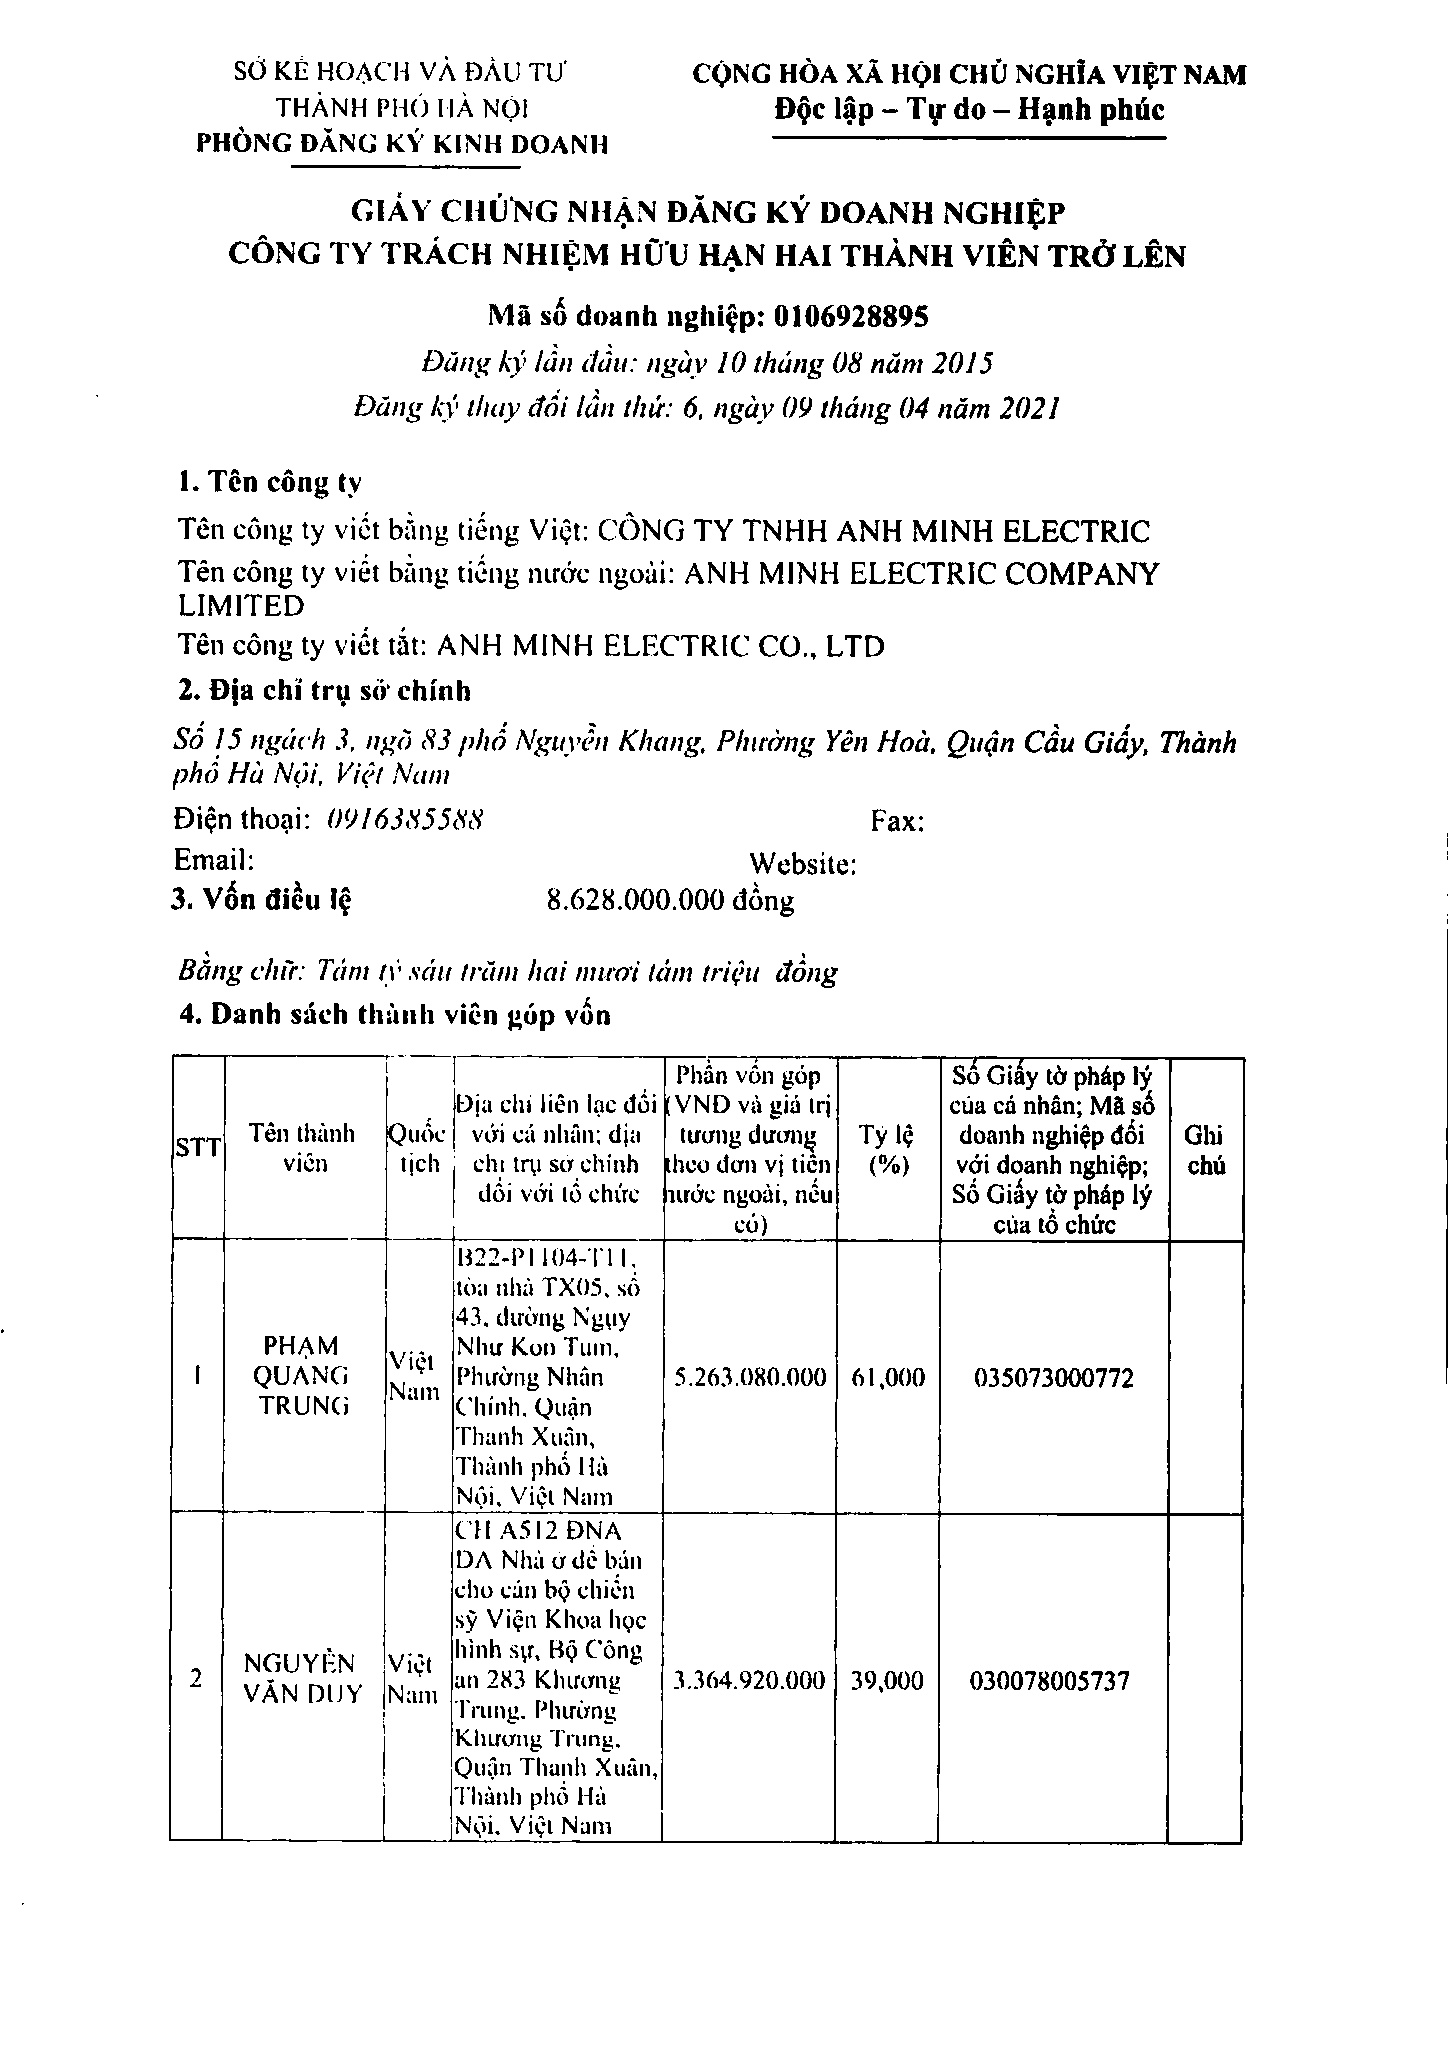 SỞ KẾ HOẠCH VÀ ĐẦU TƯ
THÀNH PHỐ HÀ NỘI
PHÒNG ĐĂNG KÝ KINH DOANH
CỘNG HÒA XÃ HỘI CHỦ NGHĨA VIỆT NAM
Độc lập – Tự do – Hạnh phúc
GIẤY CHỨNG NHẬN ĐĂNG KÝ DOANH NGHIỆP
CÔNG TY TRÁCH NHIỆM HỮU HẠN HAI THÀNH VIÊN TRỞ LÊN
Mã số doanh nghiệp: 0106928895
Đăng ký lần đầu: ngày 10 tháng 08 năm 2015
Đăng ký thay đổi lần thứ: 6, ngày 09 tháng 04 năm 2021
1. Tên công ty
Tên công ty viết bằng tiếng Việt: CÔNG TY TNHH ANH MINH ELECTRIC
Tên công ty viết bằng tiếng nước ngoài: ANH MINH ELECTRIC COMPANY
LIMITED
Tên công ty viết tắt: ANH MINH ELECTRIC CO., LTD
2. Địa chỉ trụ sở chính
Số 15 ngách 3, ngõ 83 phố Nguyễn Khang, Phường Yên Hoà, Quận Cầu Giấy, Thành
phố Hà Nội, Việt Nam
Điện thoại: 0916385588 Fax:
Email: Website:
3. Vốn điều lệ 8.628.000.000 đồng
Bằng chữ: Tám tỷ sáu trăm hai mươi tám triệu đồng
4. Danh sách thành viên góp vốn
STT
Tên thành
viên
Quốc
tịch
Địa chỉ liên lạc đối
với cá nhân; địa
chỉ trụ sở chính
đối với tổ chức
Phần vốn góp
(VNĐ và giá trị
tương đương
theo đơn vị tiền
nước ngoài, nếu
có)
Tỷ lệ
(%)
Số Giấy tờ pháp lý
của cá nhân; Mã số
doanh nghiệp đối
với doanh nghiệp;
Số Giấy tờ pháp lý
của tổ chức
Ghi
chú
1
PHẠM
QUANG
TRUNG
Việt
Nam
B22-P1104-T11,
tòa nhà TX05, số
43, đường Ngụy
Như Kon Tum,
Phường Nhân
Chính, Quận
Thanh Xuân,
Thành phố Hà
Nội, Việt Nam
5.263.080.000
61,000
035073000772
2
NGUYỄN
VĂN DUY
Việt
Nam
CH A512 ĐNA
DA Nhà ở để bán
cho cán bộ chiến
sỹ Viện Khoa học
hình sự, Bộ Công
an 283 Khương
Trung, Phường
Khương Trung,
Quận Thanh Xuân,
Thành phố Hà
Nội, Việt Nam
3.364.920.000
39,000
030078005737